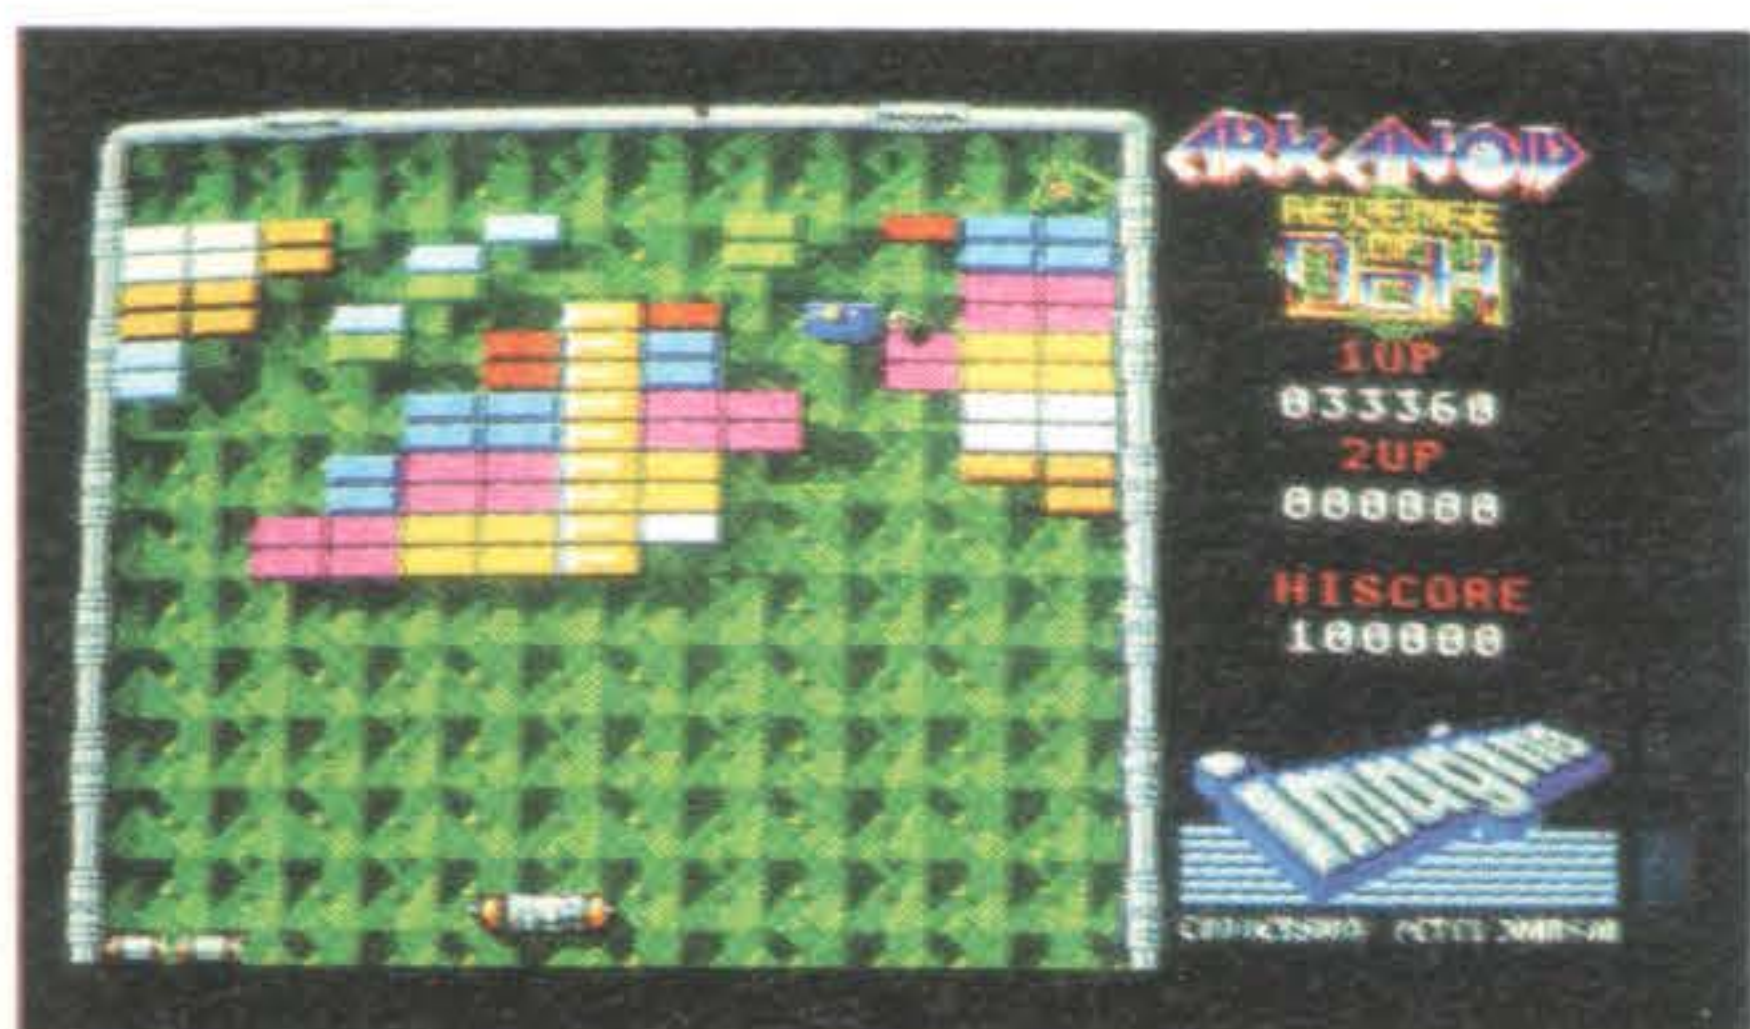 ARKANOID
REVENGE
OF
DOH
1UP
033360
2UP
000000
HISCORE
100000
Imagine